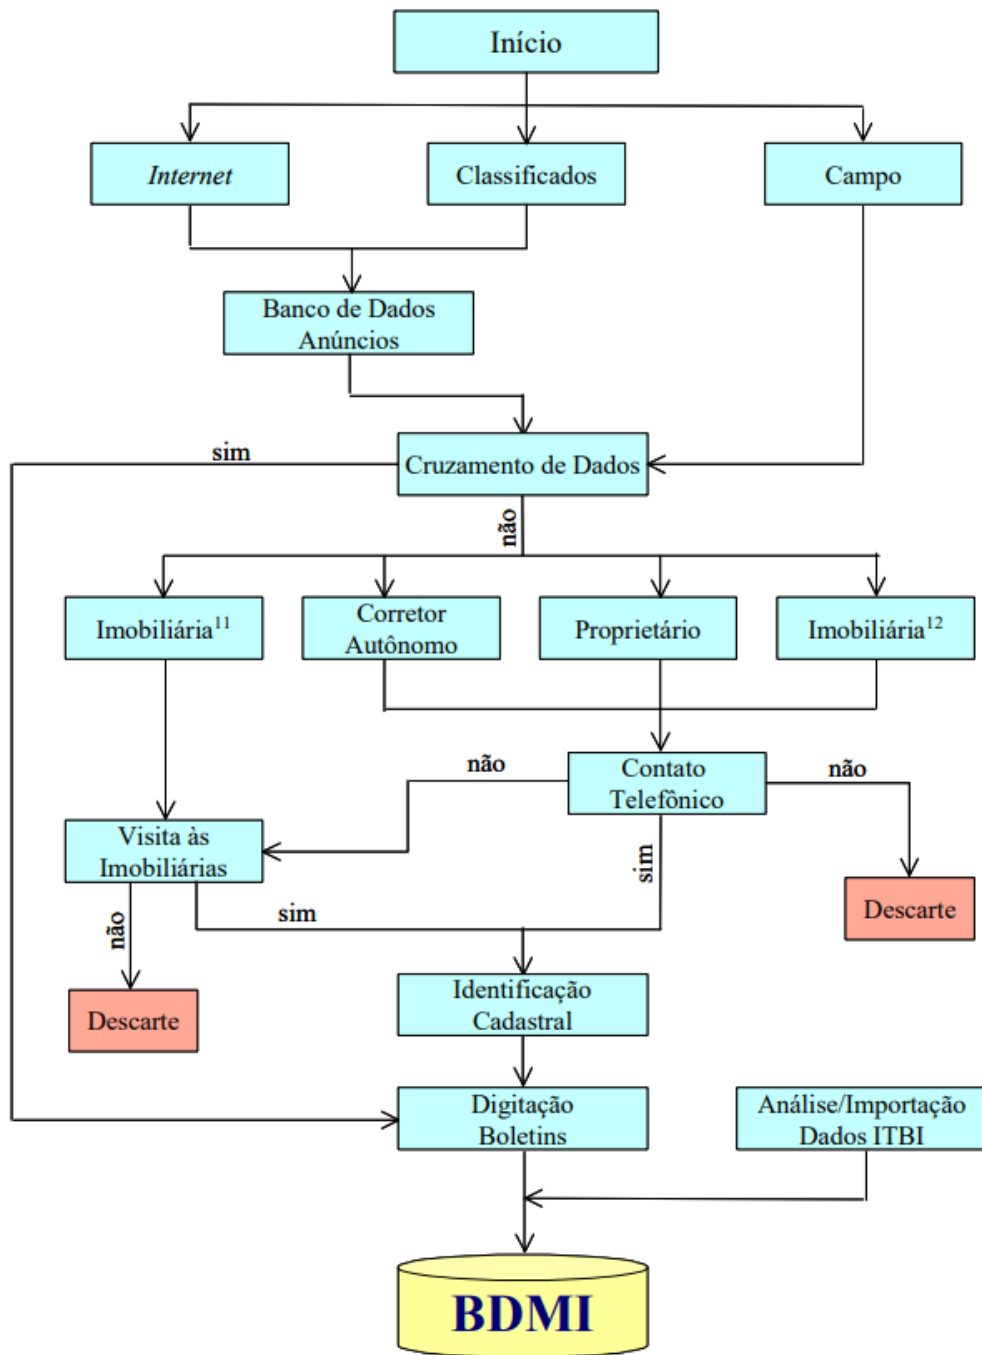 Início
Internet
Classificados
Campo
Banco de Dados
Anúncios
sim
Cruzamento de Dados
não
Imobiliária¹¹
Corretor
Autônomo
Proprietário
Imobiliária¹²
não
Contato
Telefônico
não
Visita às
Imobiliárias
sim
Descarte
não
sim
Descarte
Identificação
Cadastral
Digitação
Boletins
Análise/Importação
Dados ITBI
BDMI